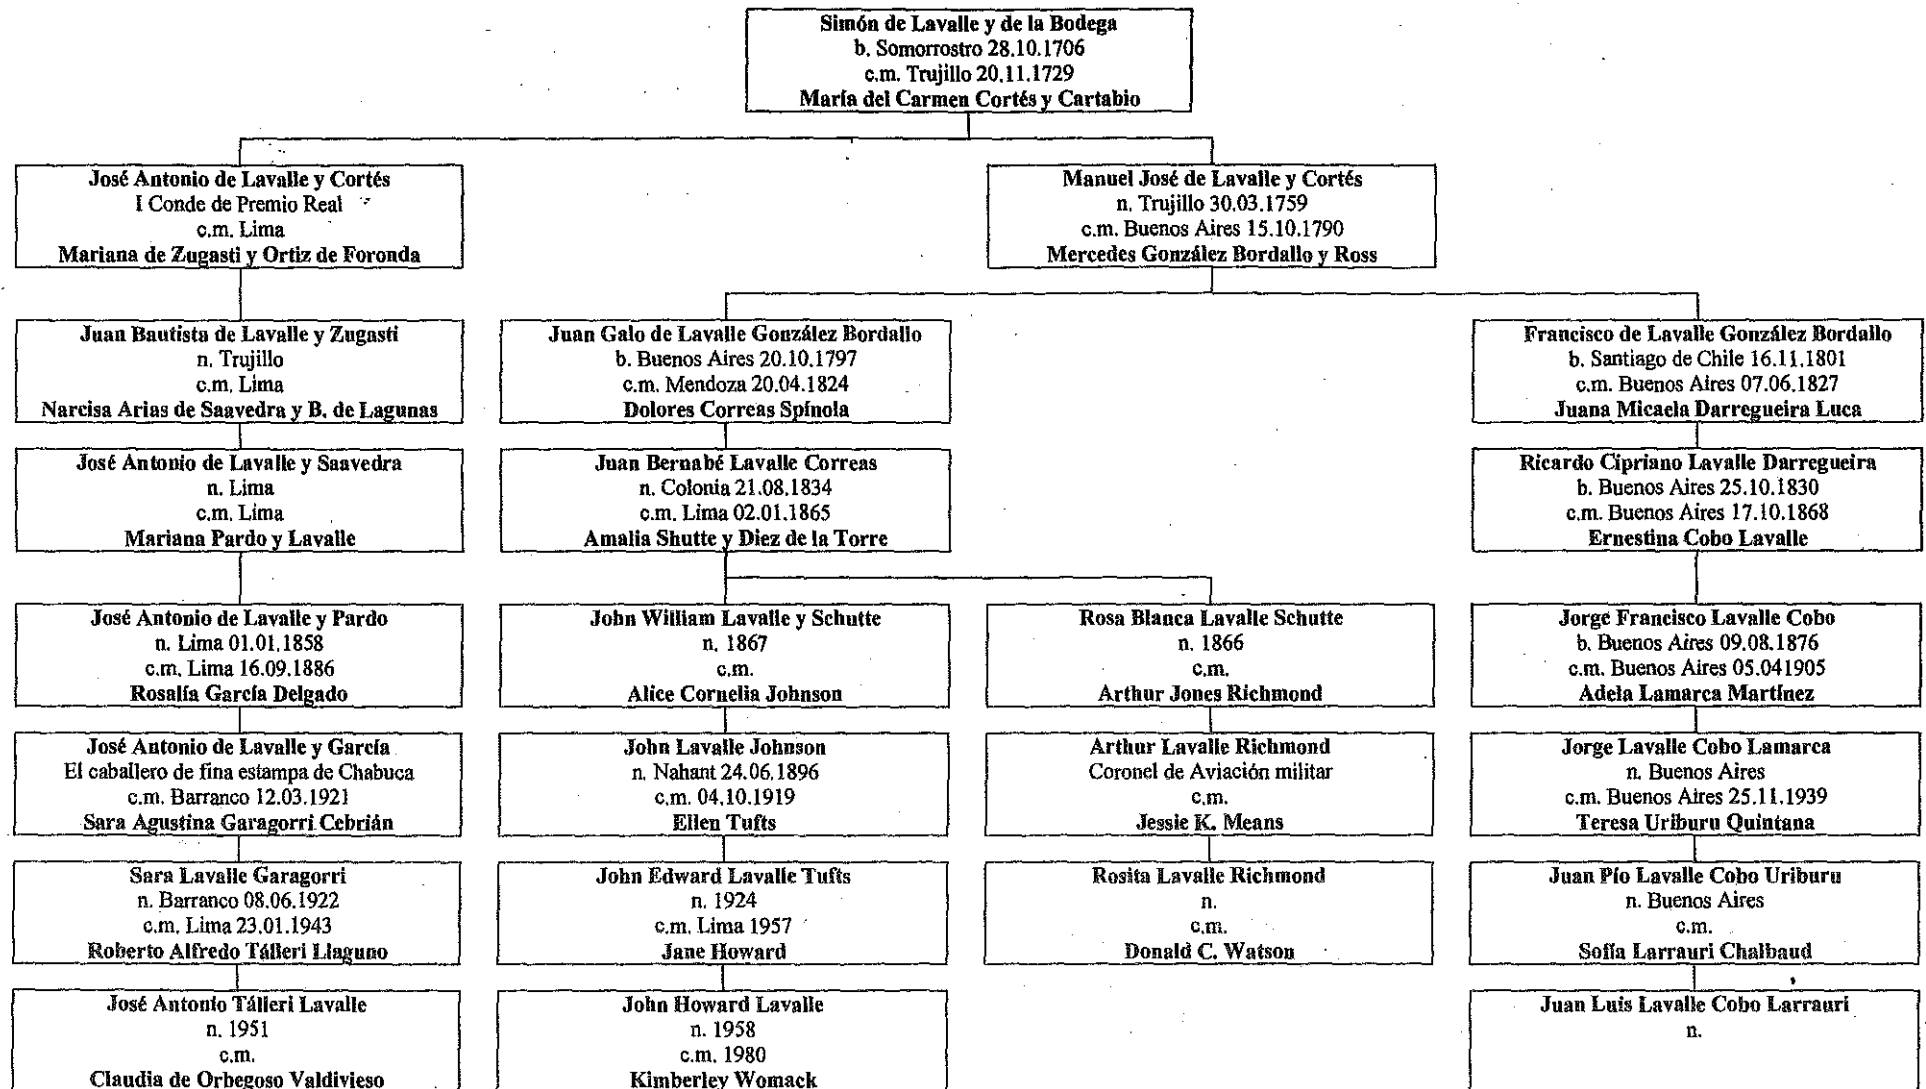 Simón de Lavalle y de la Bodega
b. Somorrostro 28.10.1706
c.m. Trujillo 20.11.1729
María del Carmen Cortés y Cartabio
José Antonio de Lavalle y Cortés
I Conde de Premio Real
c.m. Lima
Mariana de Zugasti y Ortiz de Foronda
Manuel José de Lavalle y Cortés
n. Trujillo 30.03.1759
c.m. Buenos Aires 15.10.1790
Mercedes González Bordallo y Ross
Juan Bautista de Lavalle y Zugasti
n. Trujillo
c.m. Lima
Narcisa Arias de Saavedra y B. de Lagunas
Juan Galo de Lavalle González Bordallo
b. Buenos Aires 20.10.1797
c.m. Mendoza 20.04.1824
Dolores Correas Spínola
Francisco de Lavalle González Bordallo
b. Santiago de Chile 16.11.1801
c.m. Buenos Aires 07.06.1827
Juana Micaela Darregueira Luca
José Antonio de Lavalle y Saavedra
n. Lima
c.m. Lima
Mariana Pardo y Lavalle
Juan Bernabé Lavalle Correas
n. Colonia 21.08.1834
c.m. Lima 02.01.1865
Amalia Shutte y Diez de la Torre
Ricardo Cipriano Lavalle Darregueira
b. Buenos Aires 25.10.1830
c.m. Buenos Aires 17.10.1868
Ernestina Cobo Lavalle
José Antonio de Lavalle y Pardo
n. Lima 01.01.1858
c.m. Lima 16.09.1886
Rosalía García Delgado
John William Lavalle y Schutte
n. 1867
c.m.
Alice Cornelia Johnson
Rosa Blanca Lavalle Schutte
n. 1866
c.m.
Arthur Jones Richmond
Jorge Francisco Lavalle Cobo
b. Buenos Aires 09.08.1876
c.m. Buenos Aires 05.041905
Adela Lamarca Martínez
José Antonio de Lavalle y García
El caballero de fina estampa de Chabuca
c.m. Barranco 12.03.1921
Sara Agustina Garagorri Cebrián
John Lavalle Johnson
n. Nahant 24.06.1896
c.m. 04.10.1919
Ellen Tufts
Arthur Lavalle Richmond
Coronel de Aviación militar
c.m.
Jessie K. Means
Jorge Lavalle Cobo Lamarca
n. Buenos Aires
c.m. Buenos Aires 25.11.1939
Teresa Uriburu Quintana
Sara Lavalle Garagorri
n. Barranco 08.06.1922
c.m. Lima 23.01.1943
Roberto Alfredo Tálleri Llaguno
John Edward Lavalle Tufts
n. 1924
c.m. Lima 1957
Jane Howard
Rosita Lavalle Richmond
n.
c.m.
Donald C. Watson
Juan Pío Lavalle Cobo Uriburu
n. Buenos Aires
c.m.
Sofía Larrauri Chalbaud
José Antonio Tálleri Lavalle
n. 1951
c.m.
Claudia de Orbegoso Valdivieso
John Howard Lavalle
n. 1958
c.m. 1980
Kimberley Womack
Juan Luis Lavalle Cobo Larrauri
n.